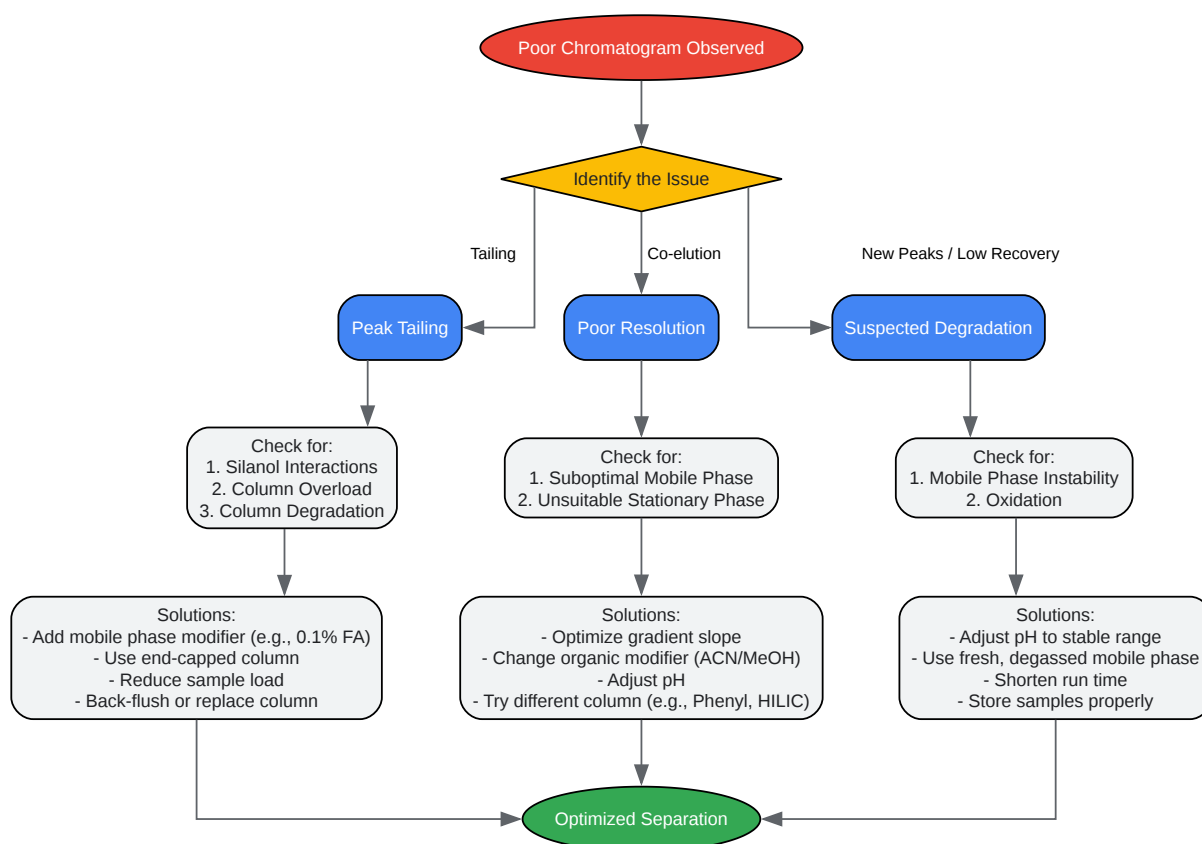 Poor Chromatogram Observed
Identify the Issue
Tailing
Co-elution
New Peaks / Low Recovery
Peak Tailing
Poor Resolution
Suspected Degradation
Check for:
1. Silanol Interactions
2. Column Overload
3. Column Degradation
Check for:
1. Suboptimal Mobile Phase
2. Unsuitable Stationary Phase
Check for:
1. Mobile Phase Instability
2. Oxidation
Solutions:
- Add mobile phase modifier (e.g., 0.1% FA)
- Use end-capped column
- Reduce sample load
- Back-flush or replace column
Solutions:
- Optimize gradient slope
- Change organic modifier (ACN/MeOH)
- Adjust pH
- Try different column (e.g., Phenyl, HILIC)
Solutions:
- Adjust pH to stable range
- Use fresh, degassed mobile phase
- Shorten run time
- Store samples properly
Optimized Separation